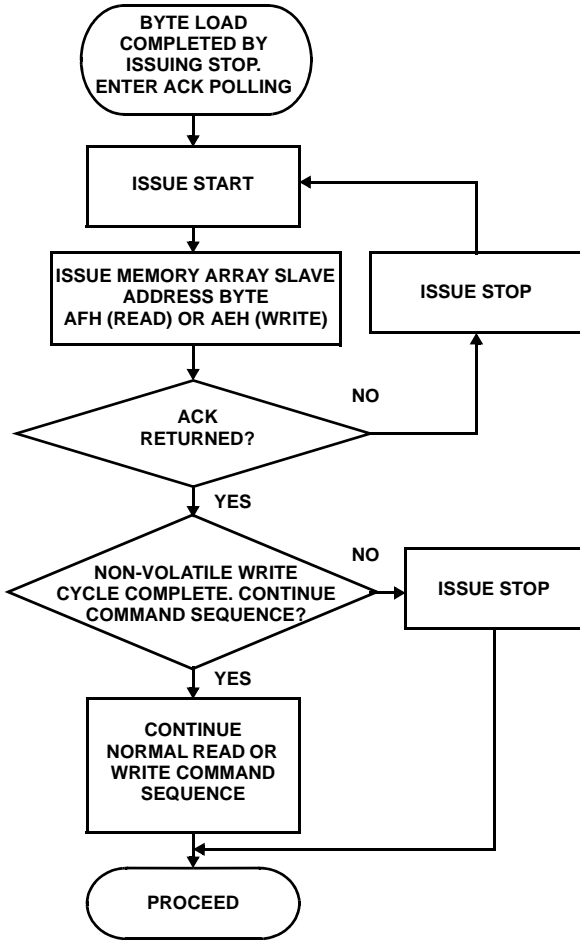 BYTE LOAD
COMPLETED BY
ISSUING STOP.
ENTER ACK POLLING
ISSUE START
ISSUE MEMORY ARRAY SLAVE
ADDRESS BYTE
AFH (READ) OR AEH (WRITE)
ISSUE STOP
ACK
RETURNED?
NO
YES
NON-VOLATILE WRITE
CYCLE COMPLETE. CONTINUE
COMMAND SEQUENCE?
NO
ISSUE STOP
YES
CONTINUE
NORMAL READ OR
WRITE COMMAND
SEQUENCE
PROCEED